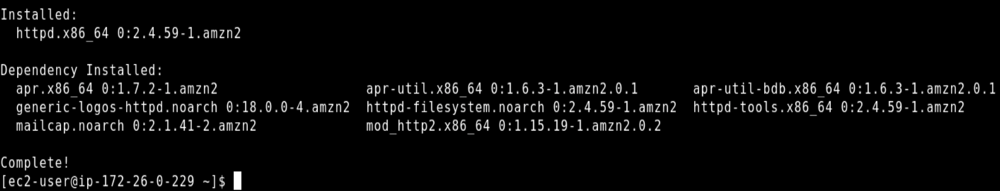 Installed:
  httpd.x86_64 0:2.4.59-1.amzn2

Dependency Installed:
  apr.x86_64 0:1.7.2-1.amzn2                   apr-util.x86_64 0:1.6.3-1.amzn2.0.1       apr-util-bdb.x86_64 0:1.6.3-1.amzn2.0.1
  generic-logos-httpd.noarch 0:18.0.0-4.amzn2  httpd-filesystem.noarch 0:2.4.59-1.amzn2  httpd-tools.x86_64 0:2.4.59-1.amzn2
  mailcap.noarch 0:2.1.41-2.amzn2              mod_http2.x86_64 0:1.15.19-1.amzn2.0.2

Complete!
[ec2-user@ip-172-26-0-229 ~]$